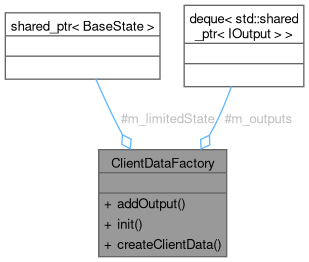 shared_ptr< BaseState >
deque< std::shared
_ptr< IOutput > >
#m_limitedState
#m_outputs
ClientDataFactory
+ addOutput()
+ init()
+ createClientData()